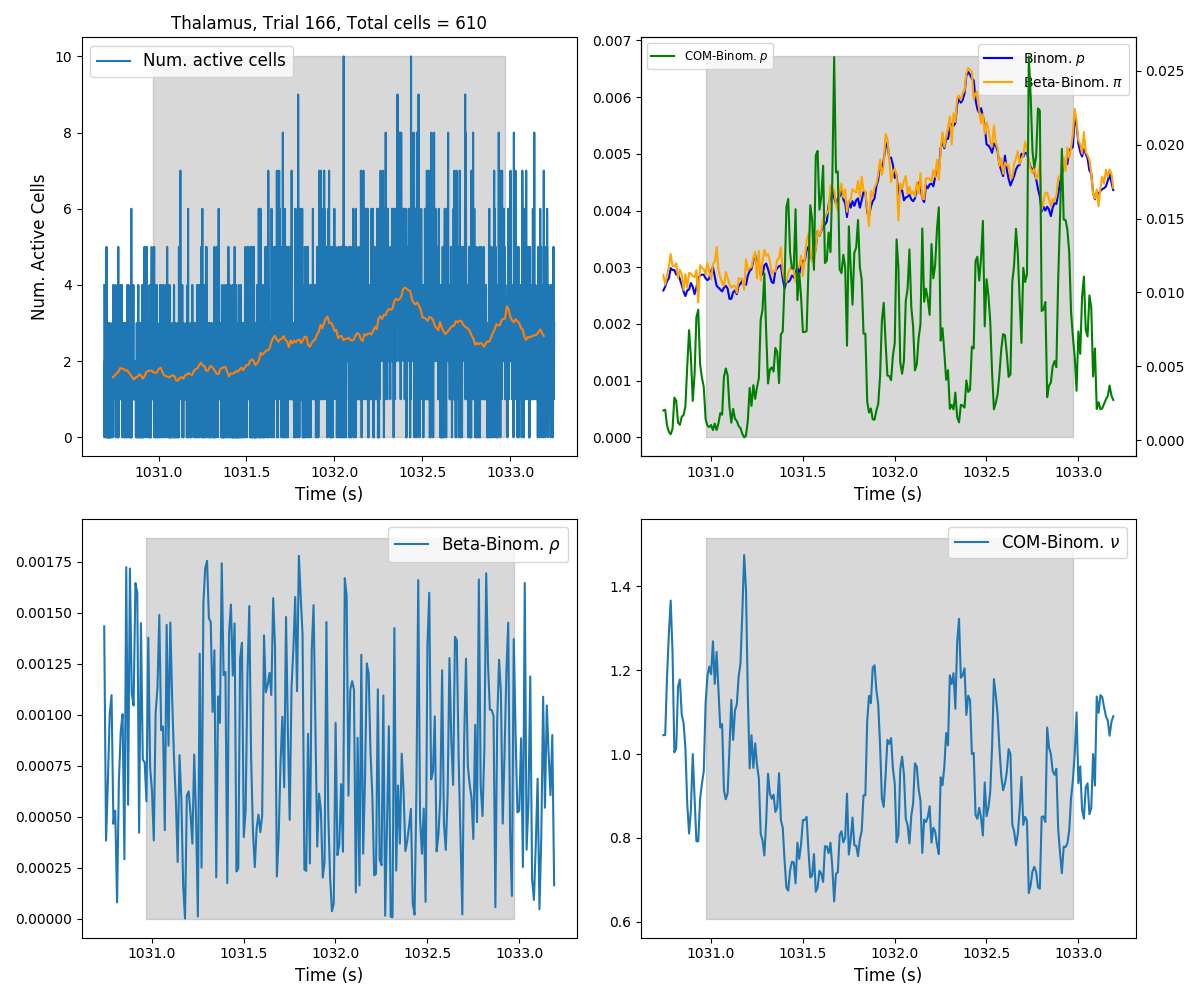 Thalamus, Trial 166, Total cells = 610
Num. active cells
Num. Active Cells
10
8
6
4
2
0
1031.0 1031.5 1032.0 1032.5 1033.0
Time (s)
COM-Binom. p
Binom. p
Beta-Binom. π
0.007
0.006
0.005
0.004
0.003
0.002
0.001
0.000
0.025
0.020
0.015
0.010
0.005
0.000
1031.0 1031.5 1032.0 1032.5 1033.0
Time (s)
Beta-Binom. ρ
0.00175
0.00150
0.00125
0.00100
0.00075
0.00050
0.00025
0.00000
1031.0 1031.5 1032.0 1032.5 1033.0
Time (s)
COM-Binom. ν
1.4
1.2
1.0
0.8
0.6
1031.0 1031.5 1032.0 1032.5 1033.0
Time (s)